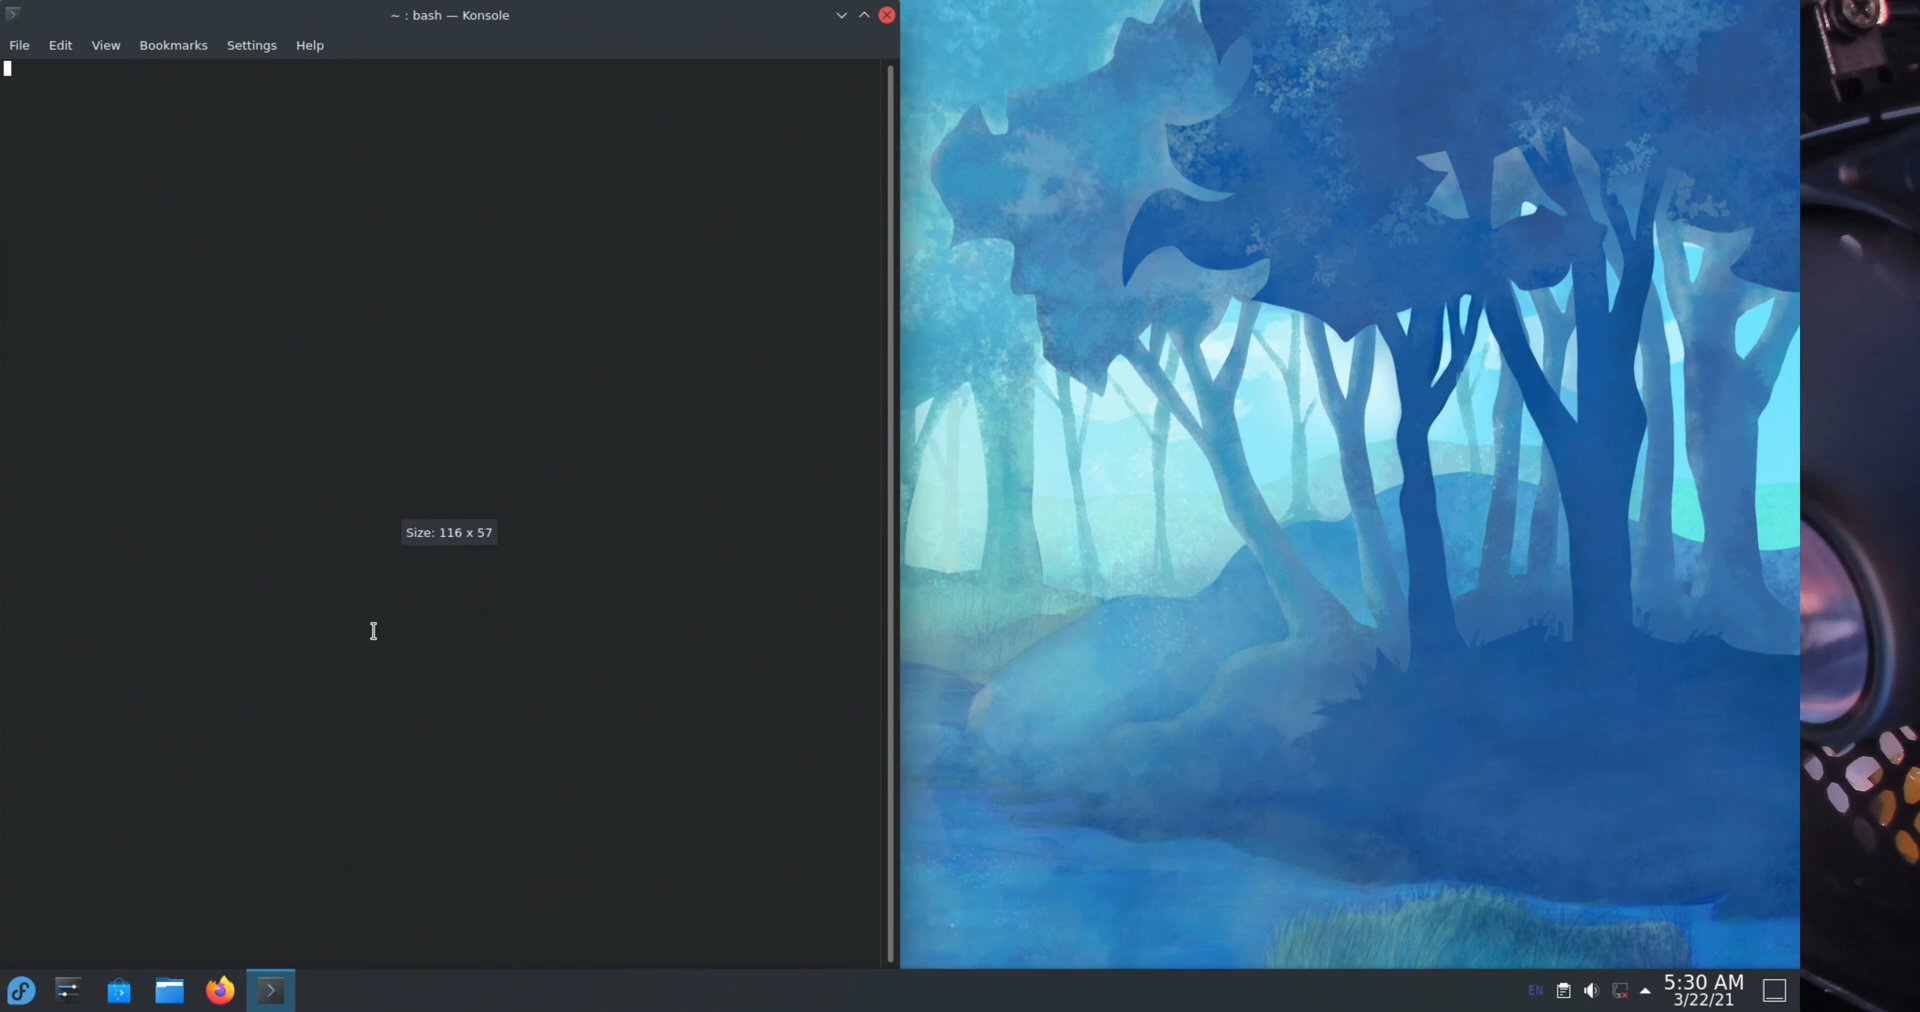 ~ : bash — Konsole
File Edit View Bookmarks Settings Help
Size: 116 x 57
EN
5:30 AM
3/22/21